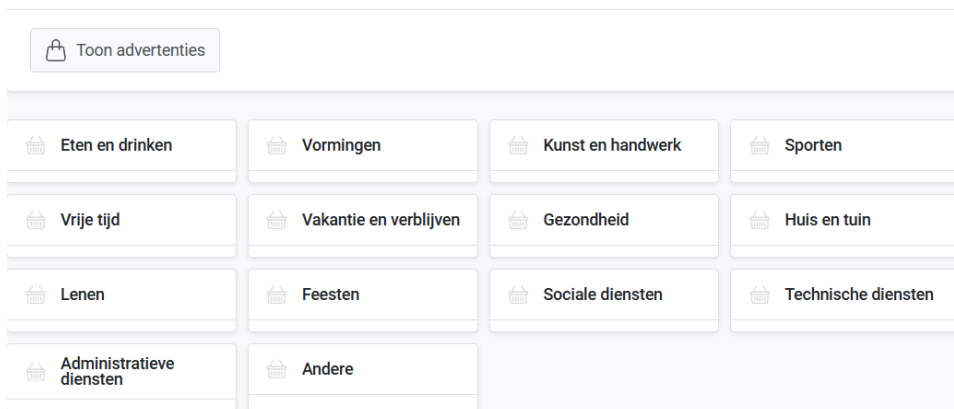 Toon advertenties
Eten en drinken
Vormingen
Kunst en handwerk
Sporten
Vrije tijd
Vakantie en verblijven
Gezondheid
Huis en tuin
Lenen
Feesten
Sociale diensten
Technische diensten
Administratieve
diensten
Andere